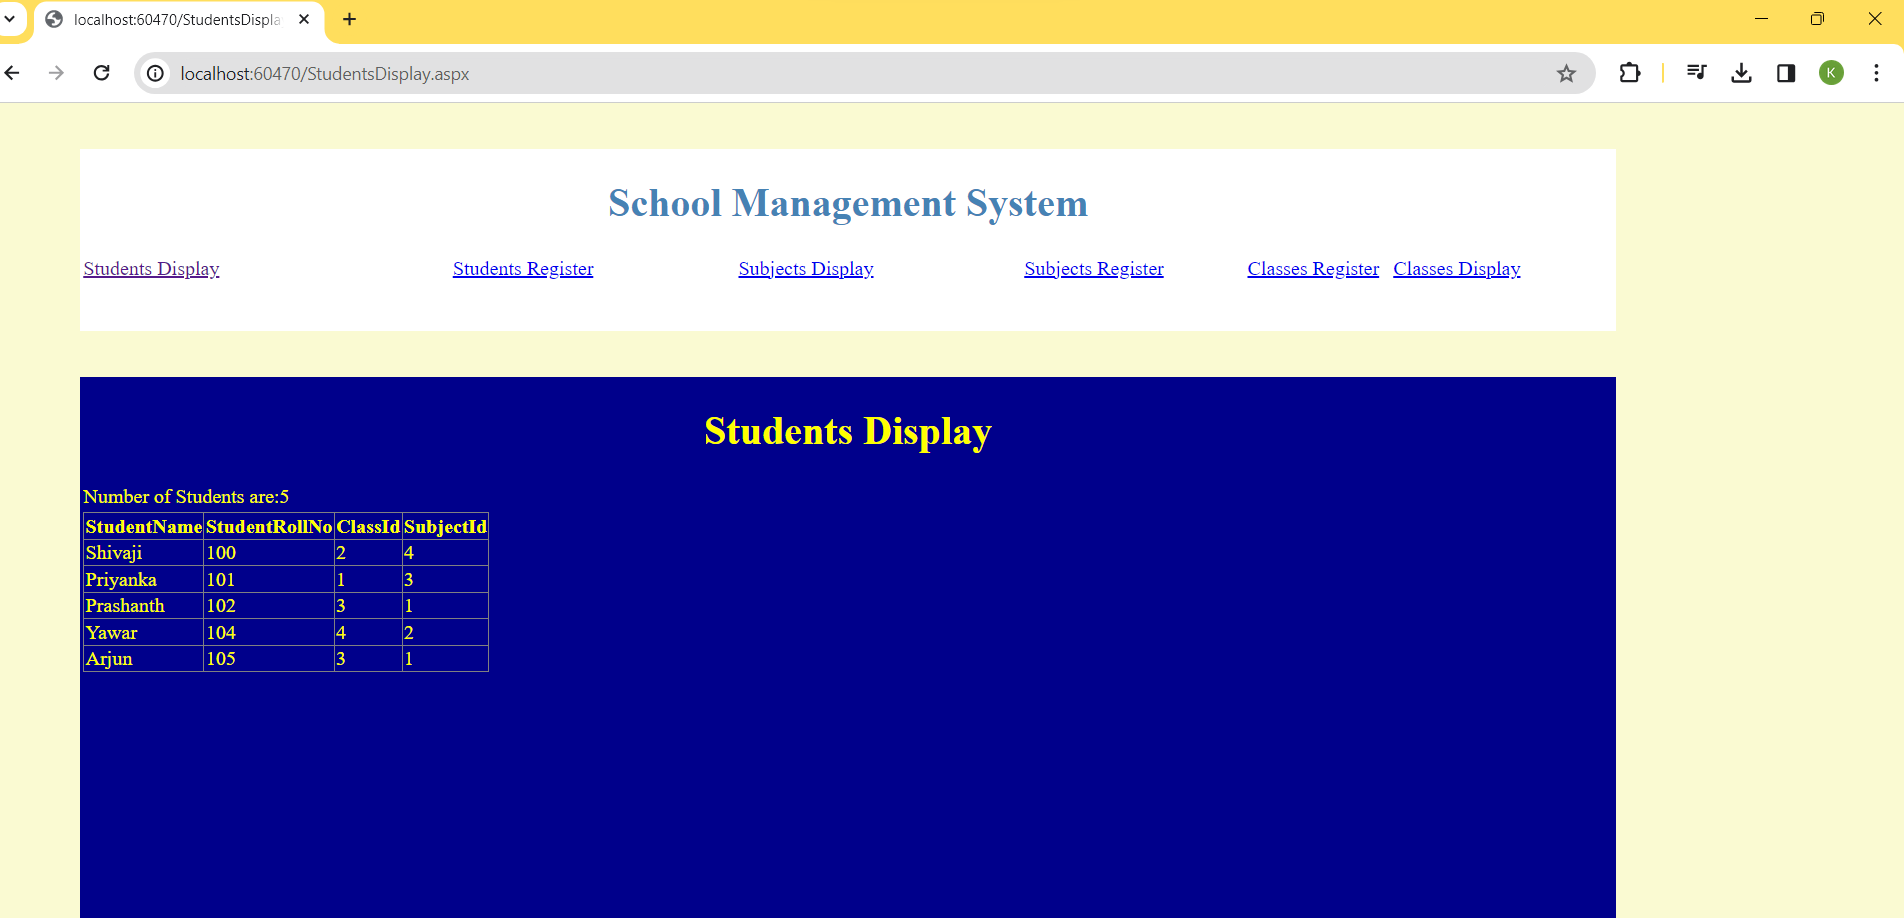 localhost:60470/StudentsDispla
localhost:60470/StudentsDisplay.aspx
K
School Management System
Students Display Students Register Subjects Display Subjects Register Classes Register Classes Display
Students Display
Number of Students are:5
StudentName StudentRollNo ClassId SubjectId
Shivaji 100 2 4
Priyanka 101 1 3
Prashanth 102 3 1
Yawar 104 4 2
Arjun 105 3 1